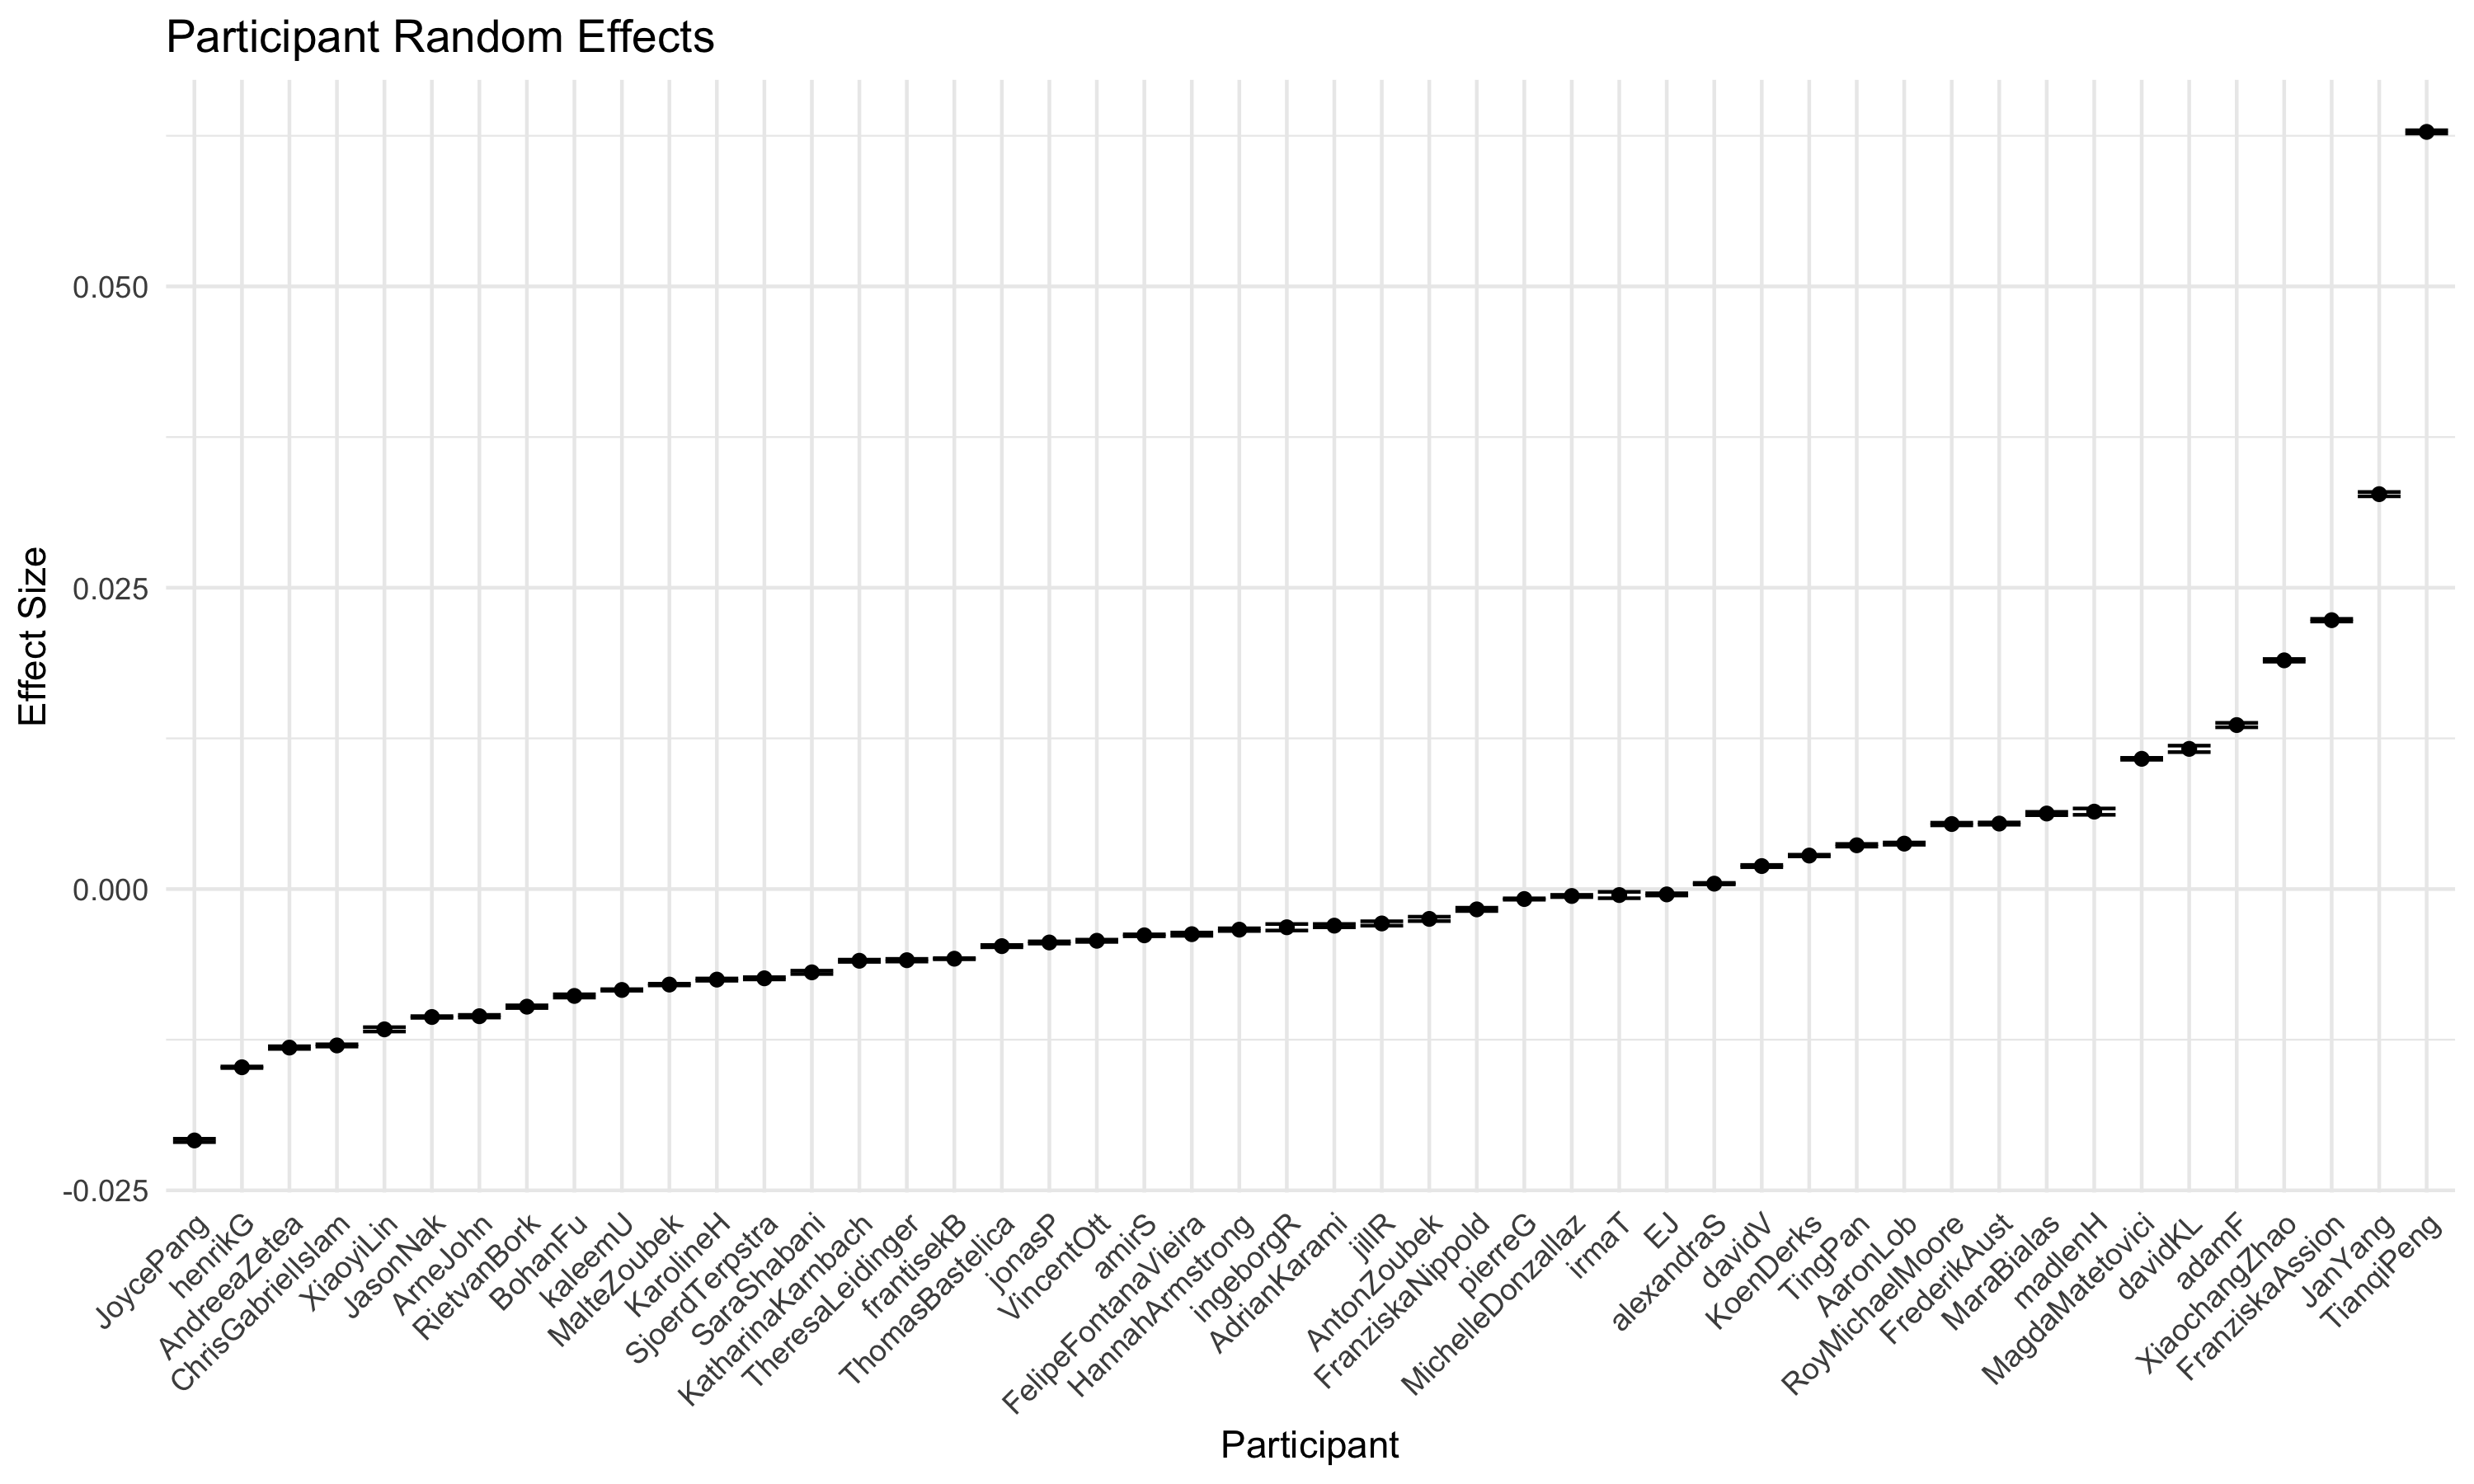 Participant Random Effects
Effect Size
0.050
0.025
0.000
-0.025
JoycePang
henrikG
AndreeaZetea
ChrisGabrielIslam
XiaoyiLin
JasonNak
ArneJohn
RietvanBork
BohanFu
kaleemU
MalteZoubek
KarolineH
SjoerdTerpstra
SaraShabani
KatharinaKarnbach
TheresaLeidinger
frantisekB
ThomasBastelica
jonasP
VincentOtt
amirS
FelipeFontanaVieira
HannahArmstrong
ingeborgR
AdrianKarami
jillR
AntonZoubek
FranziskaNippold
pierreG
MichelleDonzallaz
irmaT
EJ
alexandraS
davidV
KoenDerks
TingPan
AaronLob
RoyMichaelMoore
FrederikAust
MaraBialas
madlenH
MagdaMatetovici
davidKL
adamF
XiaochangZhao
FranziskaAssion
JanYang
TianqiPeng
Participant